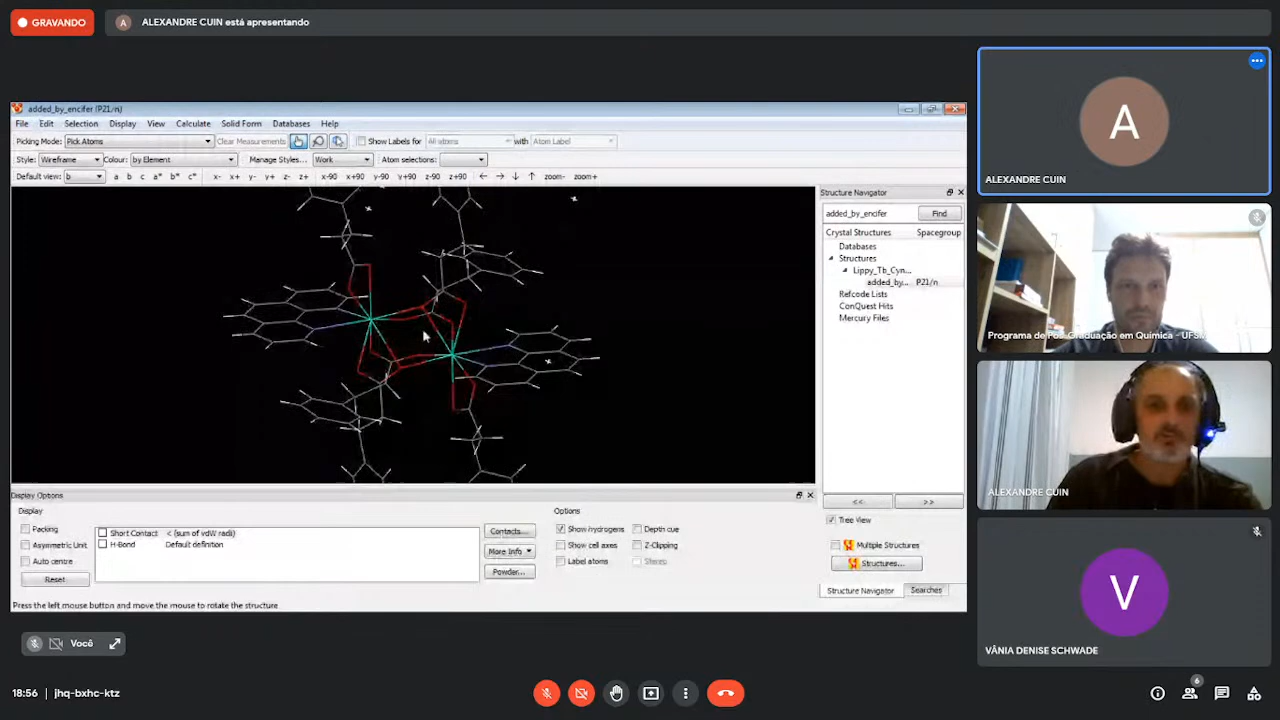 GRAVANDO
A
ALEXANDRE CUIN está apresentando
added_by_encifer (P21/n)
File Edit Selection Display View Calculate Solid Form Databases Help
Picking Mode: Pick Atoms Clear Measurements Show Labels for All atoms with Atom Label
Style: Wireframe Colour: by Element Manage Styles... Work Atom selections:
Default view: b a b c a* b* c* x- x+ y- y+ z- z+ x-90 x+90 y-90 y+90 z-90 z+90 ← → ↓ ↑ zoom- zoom+
Structure Navigator
added_by_encifer Find
Crystal Structures Spacegroup
Databases
Structures
Lippy_Tb_Cyn...
added_by... P21/n
Refcode Lists
ConQuest Hits
Mercury Files
<< >>
Tree View
Multiple Structures
Structures...
Structure Navigator Searches
Display Options
Display
Packing
Asymmetric Unit
Auto centre
Reset
Short Contact < (sum of vdW radii)
H-Bond Default definition
Contacts...
More Info
Powder...
Options
Show hydrogens Depth cue
Show cell axes Z-Clipping
Label atoms Stereo
Press the left mouse button and move the mouse to rotate the structure
A
ALEXANDRE CUIN
Programa de Pós-Graduação em Química - UFS
ALEXANDRE CUIN
V
VÂNIA DENISE SCHWADE
Você
18:56 | jhq-bxhc-ktz
6